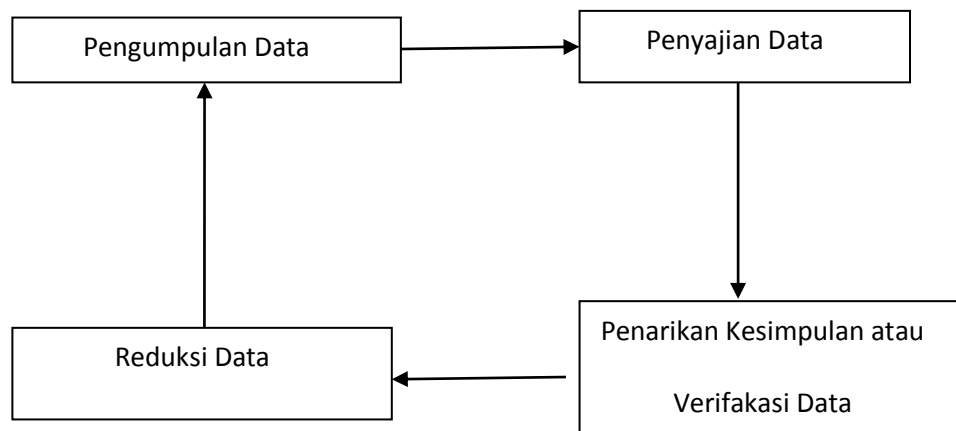 Pengumpulan Data
Penyajian Data
Penarikan Kesimpulan atau
Verifakasi Data
Reduksi Data